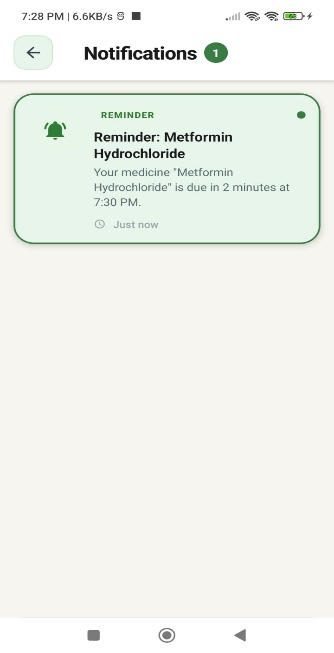 7:28 PM | 6.6KB/s
Notifications 1
REMINDER
Reminder: Metformin
Hydrochloride
Your medicine "Metformin
Hydrochloride" is due in 2 minutes at
7:30 PM.
Just now